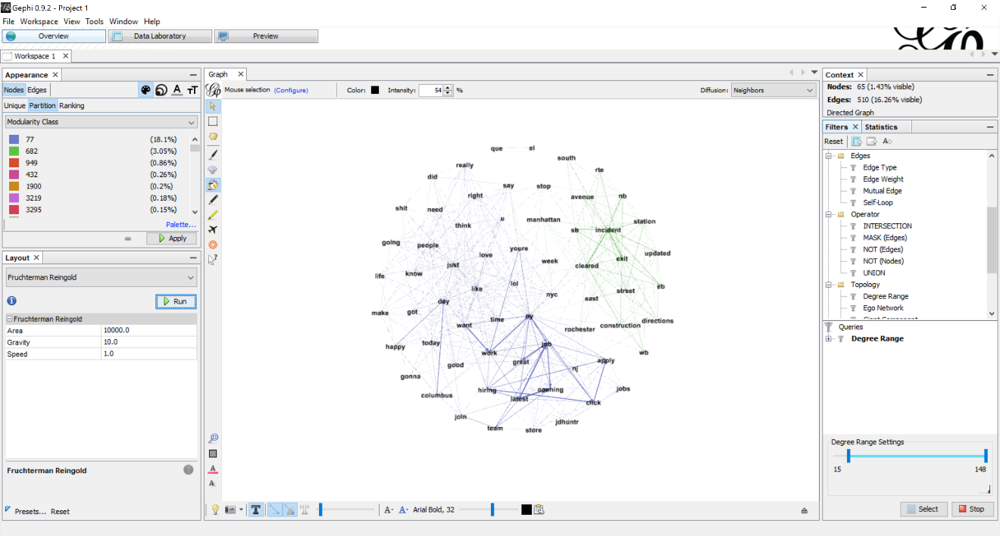 Gephi 0.9.2 - Project 1
File Workspace View Tools Window Help
Overview Data Laboratory Preview
Workspace 1
Appearance
Nodes Edges
Unique Partition Ranking
Modularity Class
77 (18.1%)
682 (3.05%)
949 (0.86%)
432 (0.26%)
1900 (0.2%)
3219 (0.18%)
3295 (0.15%)
Palette...
Apply
Layout
Fruchterman Reingold
Run
Fruchterman Reingold
Area 10000.0
Gravity 10.0
Speed 1.0
Fruchterman Reingold
Presets... Reset
Graph
Mouse selection (Configure) Color: Intensity: 54 % Diffusion: Neighbors
que el
south
really
rte
did
say stop
right avenue nb
shit need
u manhattan station
think
sb incident
going people
youre
love updated
exit
week
just cleared
life know
lol
like street eb
nyc
day east
make got
time ny directions
want construction
rochester
today job
happy
work wb
great apply
good
nj
gonna
hiring opening jobs
columbus latest
click
join
jdhuntr
team store
Arial Bold, 32
Context
Nodes: 65 (1.43% visible)
Edges: 510 (16.26% visible)
Directed Graph
Filters Statistics
Reset
Edges
Edge Type
Edge Weight
Mutual Edge
Self-Loop
Operator
INTERSECTION
MASK (Edges)
NOT (Edges)
NOT (Nodes)
UNION
Topology
Degree Range
Ego Network
Queries
Degree Range
Degree Range Settings
15 148
Select Stop